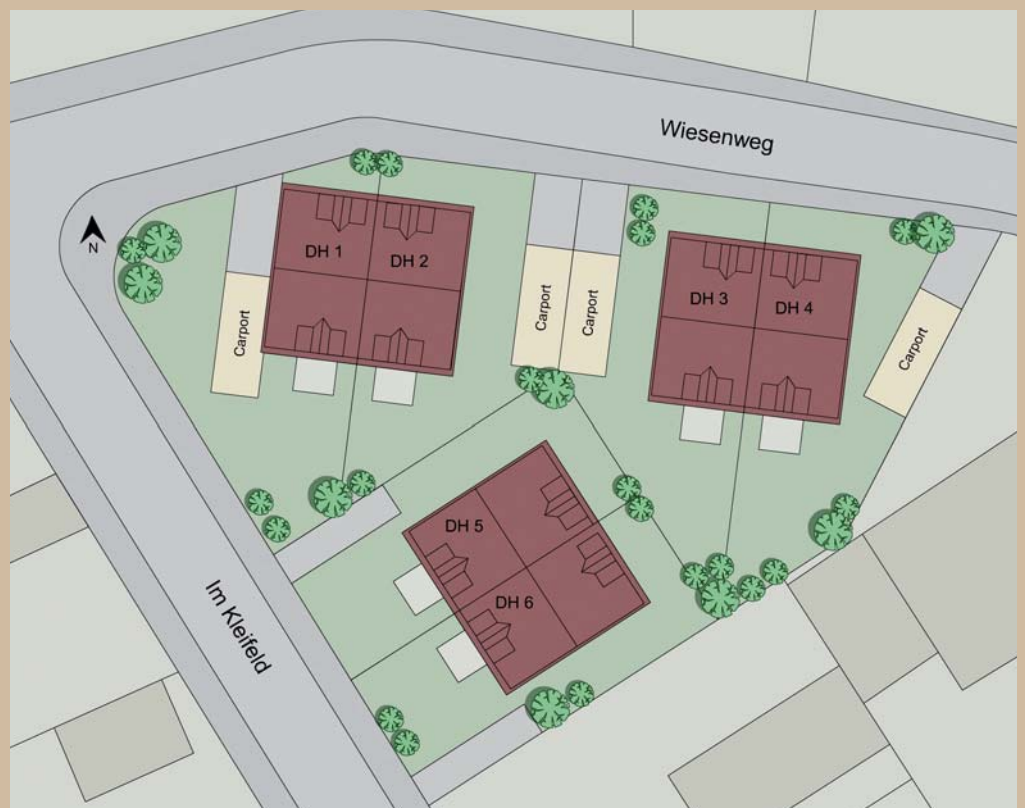 Wiesenweg
N
DH 1
DH 2
DH 3
DH 4
Carport
Carport
Carport
Carport
DH 5
DH 6
Im Kleifeld